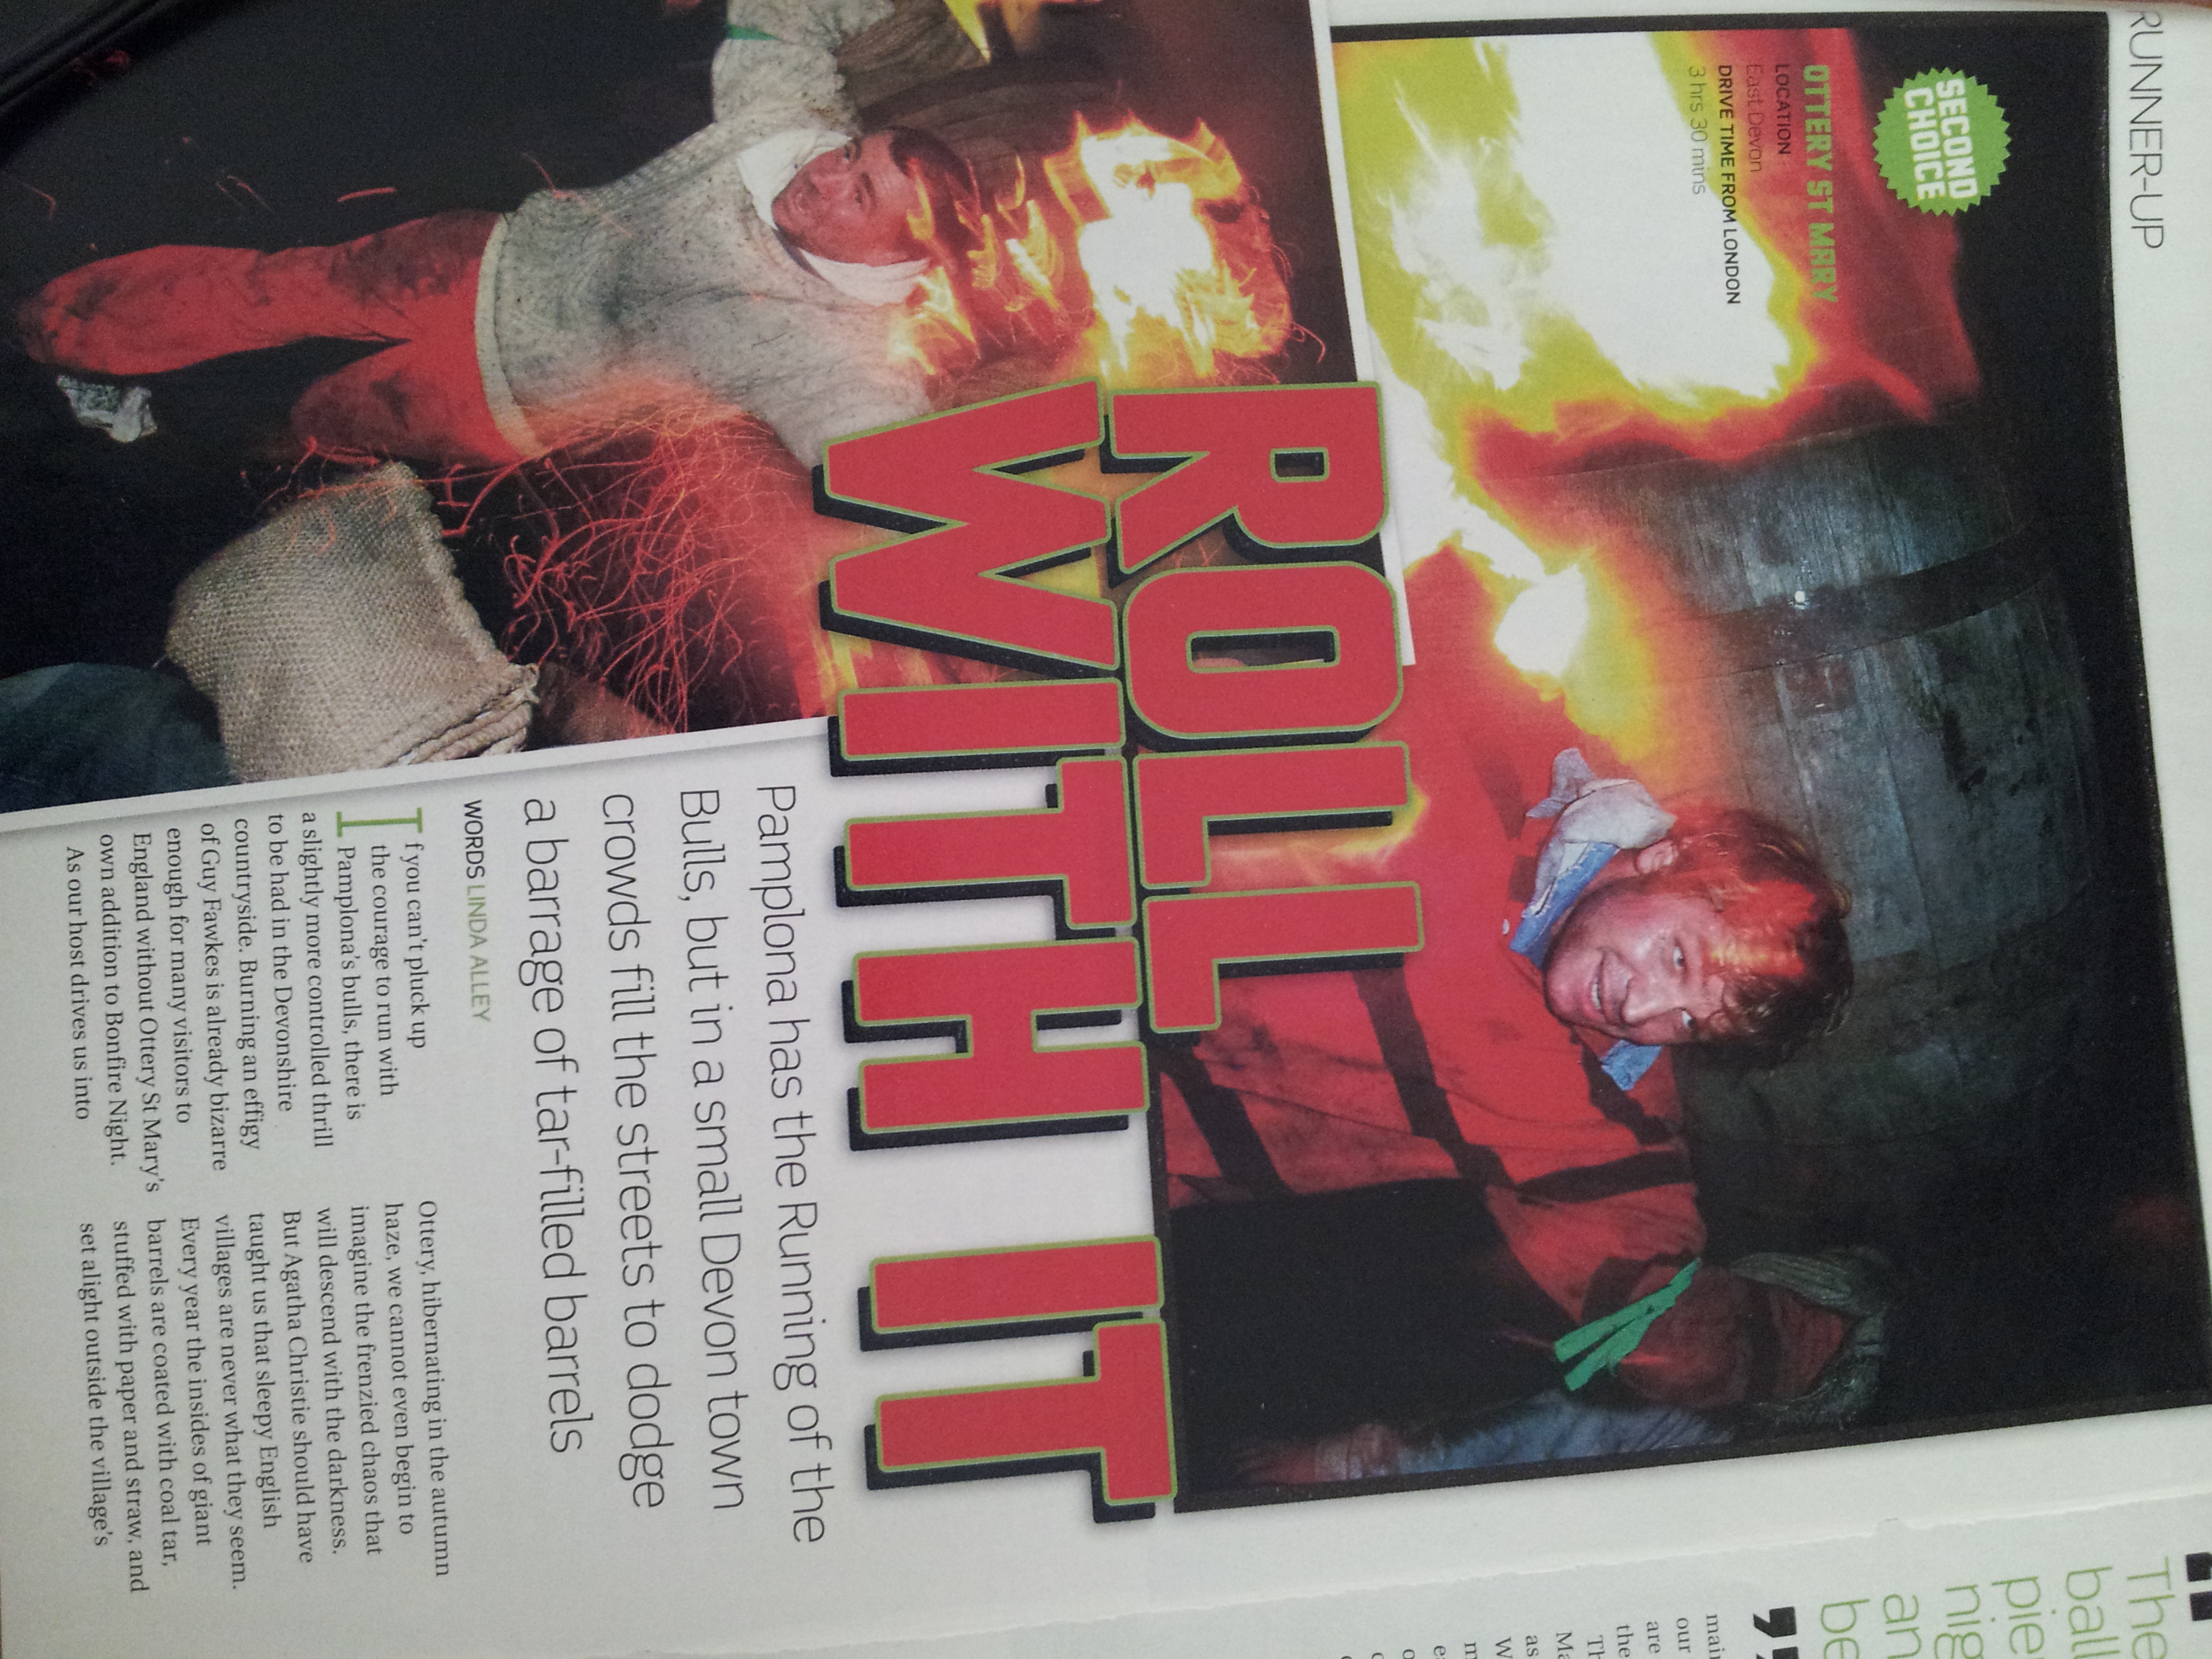 RUNNER-UP
SECOND
CHOICE
OTTERY ST MARY
LOCATION
East Devon
DRIVE TIME FROM LONDON
3 hrs 30 mins
ROLL
WITH IT
Pamplona has the Running of the
Bulls, but in a small Devon town
crowds fill the streets to dodge
a barrage of tar-filled barrels
WORDS LINDA ALLEY
If you can't pluck up
the courage to run with
Pamplona's bulls, there is
a slightly more controlled thrill
to be had in the Devonshire
countryside. Burning an effigy
of Guy Fawkes is already bizarre
enough for many visitors to
England without Ottery St Mary's
own addition to Bonfire Night.
As our host drives us into
Ottery, hibernating in the autumn
haze, we cannot even begin to
imagine the frenzied chaos that
will descend with the darkness.
But Agatha Christie should have
taught us that sleepy English
villages are never what they seem.
Every year the insides of giant
barrels are coated with coal tar,
stuffed with paper and straw, and
set alight outside the village's
“
The
our
are
the
as
”